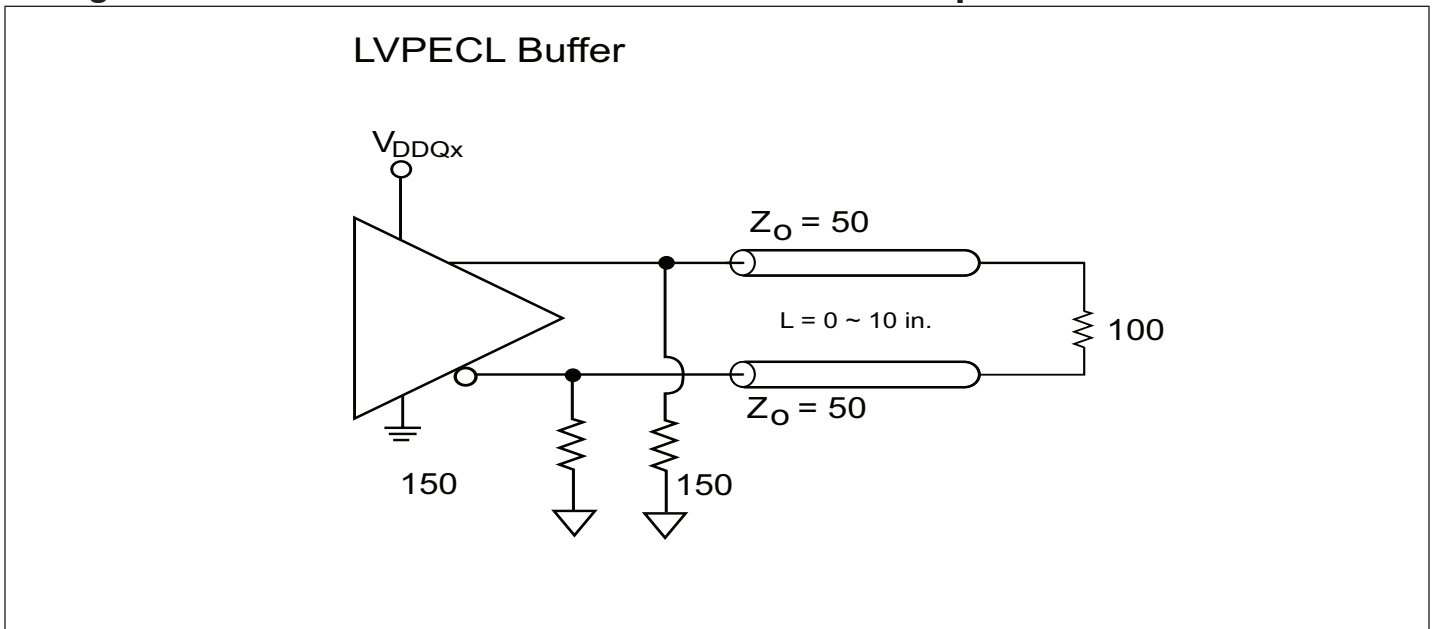 LVPECL Buffer
VDDQx
ZO = 50
L = 0 ~ 10 in.
100
ZO = 50
150
150